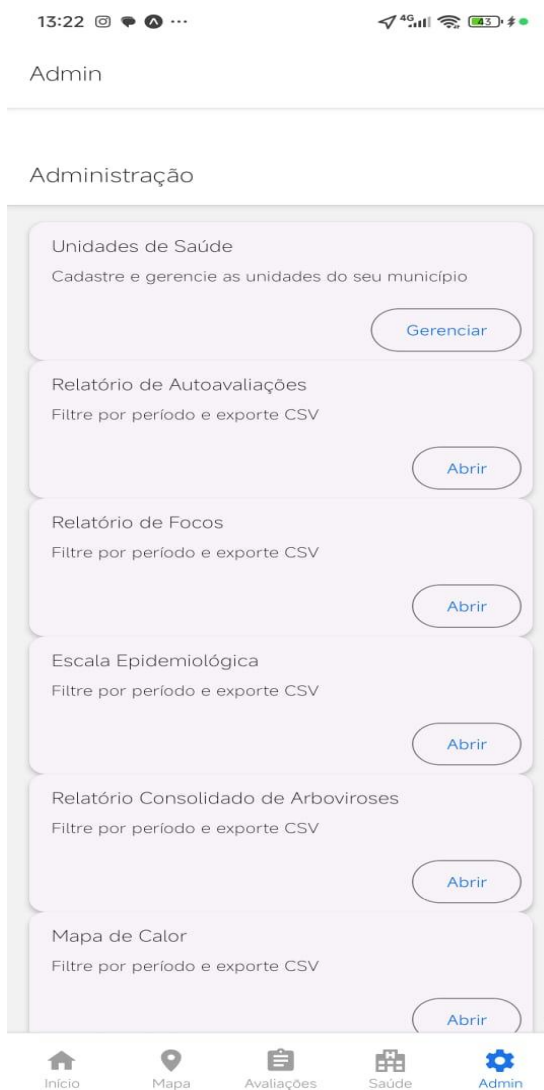 13:22
4G
43
Admin
Administração
Unidades de Saúde
Cadastre e gerencie as unidades do seu município
Gerenciar
Relatório de Autoavaliações
Filtre por período e exporte CSV
Abrir
Relatório de Focos
Filtre por período e exporte CSV
Abrir
Escala Epidemiológica
Filtre por período e exporte CSV
Abrir
Relatório Consolidado de Arboviroses
Filtre por período e exporte CSV
Abrir
Mapa de Calor
Filtre por período e exporte CSV
Abrir
Início
Mapa
Avaliações
Saúde
Admin